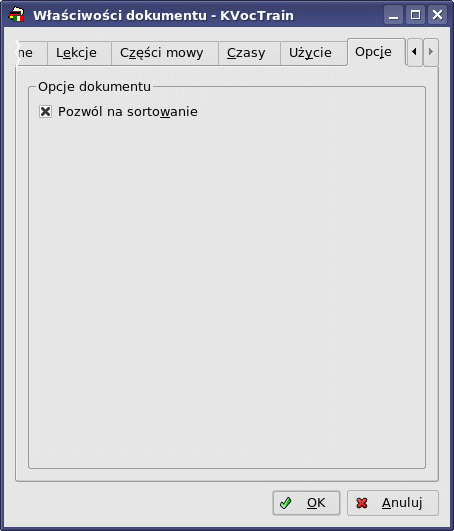 Właściwości dokumentu - KVocTrain
ne Lekcje Części mowy Czasy Użycie Opcje
Opcje dokumentu
Pozwól na sortowanie
OK Anuluj